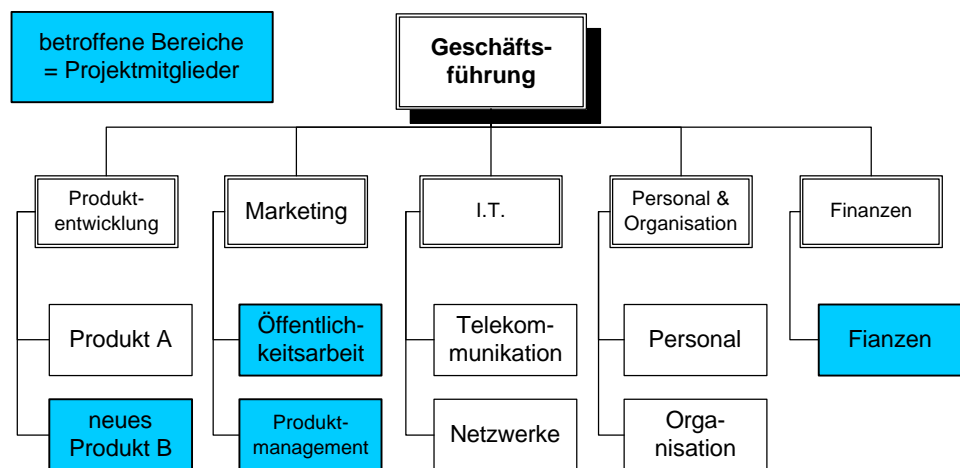 betroffene Bereiche
= Projektmitglieder
Geschäfts-
führung
Produkt-
entwicklung
Marketing
I.T.
Personal &
Organisation
Finanzen
Produkt A
Öffentlich-
keitsarbeit
Telekom-
munikation
Personal
Fianzen
neues
Produkt B
Produkt-
management
Netzwerke
Orga-
nisation